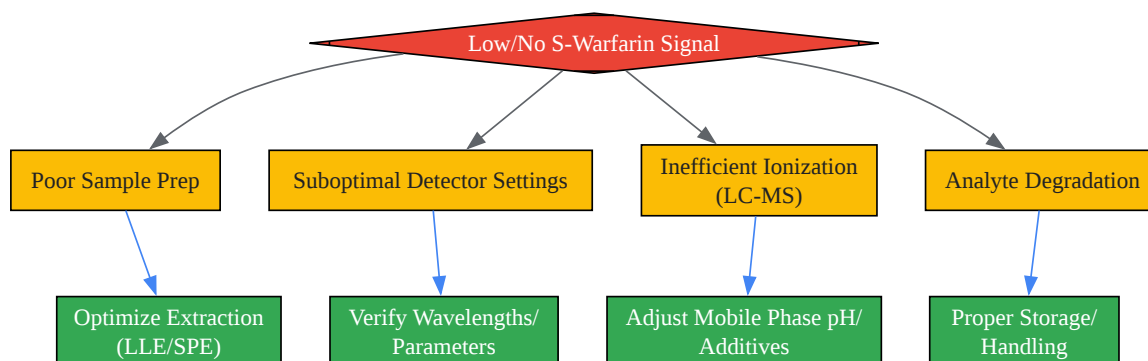 Low/No S-Warfarin Signal
Poor Sample Prep
Suboptimal Detector Settings
Inefficient Ionization
(LC-MS)
Analyte Degradation
Optimize Extraction
(LLE/SPE)
Verify Wavelengths/
Parameters
Adjust Mobile Phase pH/
Additives
Proper Storage/
Handling